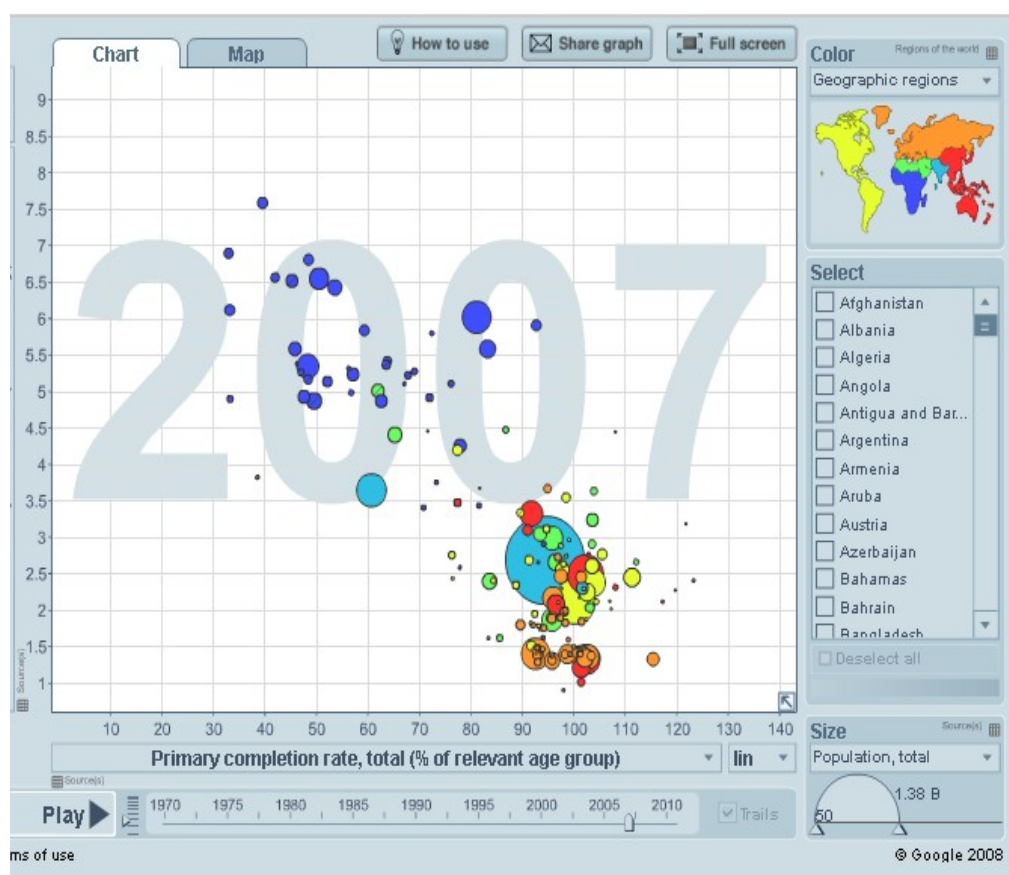 Chart
Map
How to use
Share graph
Full screen
Color
Regions of the world
Geographic regions
9
8.5
8
7.5
7
6.5
6
5.5
5
4.5
4
3.5
3
2.5
2
1.5
1
2007
Select
Afghanistan
Albania
Algeria
Angola
Antigua and Bar...
Argentina
Armenia
Aruba
Austria
Azerbaijan
Bahamas
Bahrain
Bangladesh
Deselect all
Source(s)
10 20 30 40 50 60 70 80 90 100 110 120 130 140
Primary completion rate, total (% of relevant age group)
lin
Source(s)
Size
Source(s)
Population, total
1.38 B
50
Play
1970 1975 1980 1985 1990 1995 2000 2005 2010
Trails
ms of use
© Google 2008